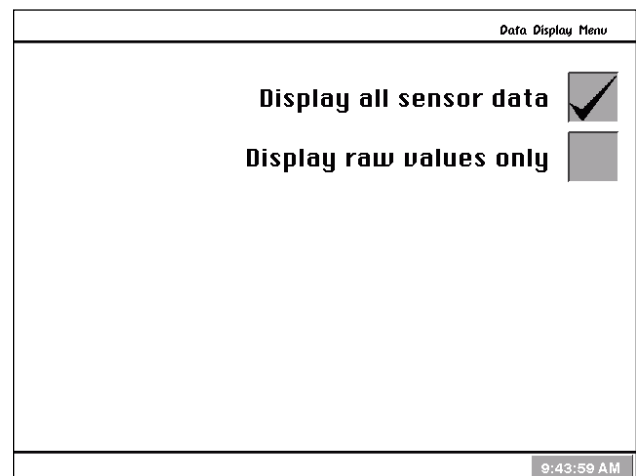 Data Display Menu
Display all sensor data
Display raw values only
9:43:59 AM